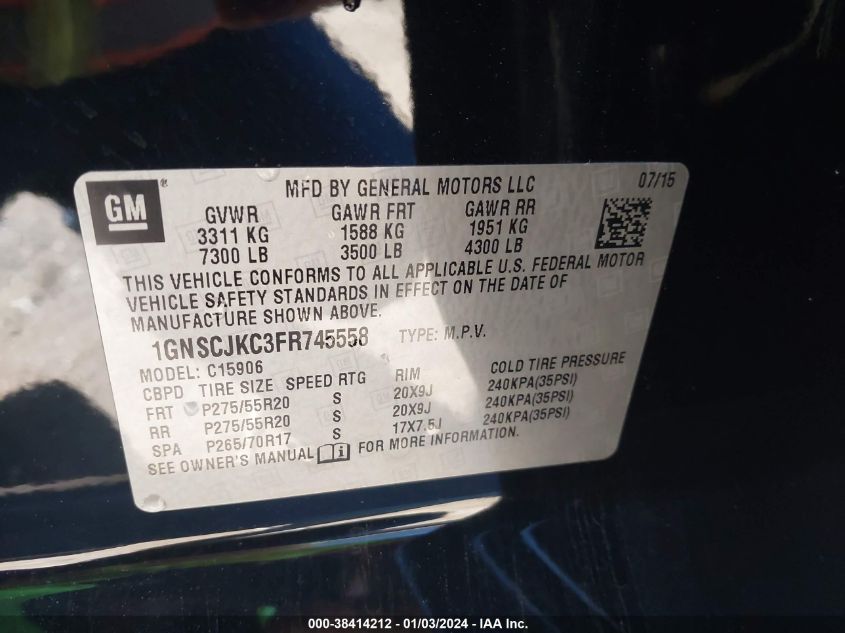 GM ®
MFD BY GENERAL MOTORS LLC 07/15
GVWR GAWR FRT GAWR RR
3311 KG 1588 KG 1951 KG
7300 LB 3500 LB 4300 LB
THIS VEHICLE CONFORMS TO ALL APPLICABLE U.S. FEDERAL MOTOR
VEHICLE SAFETY STANDARDS IN EFFECT ON THE DATE OF
MANUFACTURE SHOWN ABOVE.
1GNSCJKC3FR745558 TYPE: M.P.V.
MODEL: C15906
CBPD TIRE SIZE SPEED RTG RIM COLD TIRE PRESSURE
FRT P275/55R20 S 20X9J 240KPA(35PSI)
RR P275/55R20 S 20X9J 240KPA(35PSI)
SPA P265/70R17 S 17X7.5J 240KPA(35PSI)
SEE OWNER'S MANUAL i FOR MORE INFORMATION.
000-38414212 - 01/03/2024 - IAA Inc.